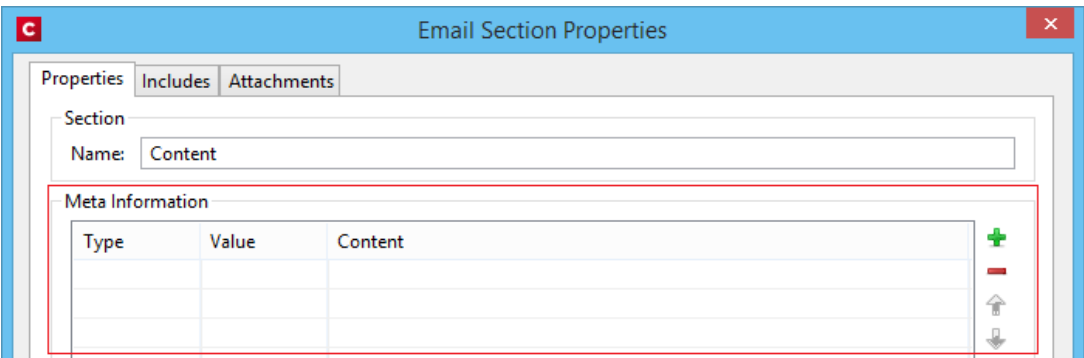 C
Email Section Properties
Properties Includes Attachments
Section
Name: Content
Meta Information
Type Value Content